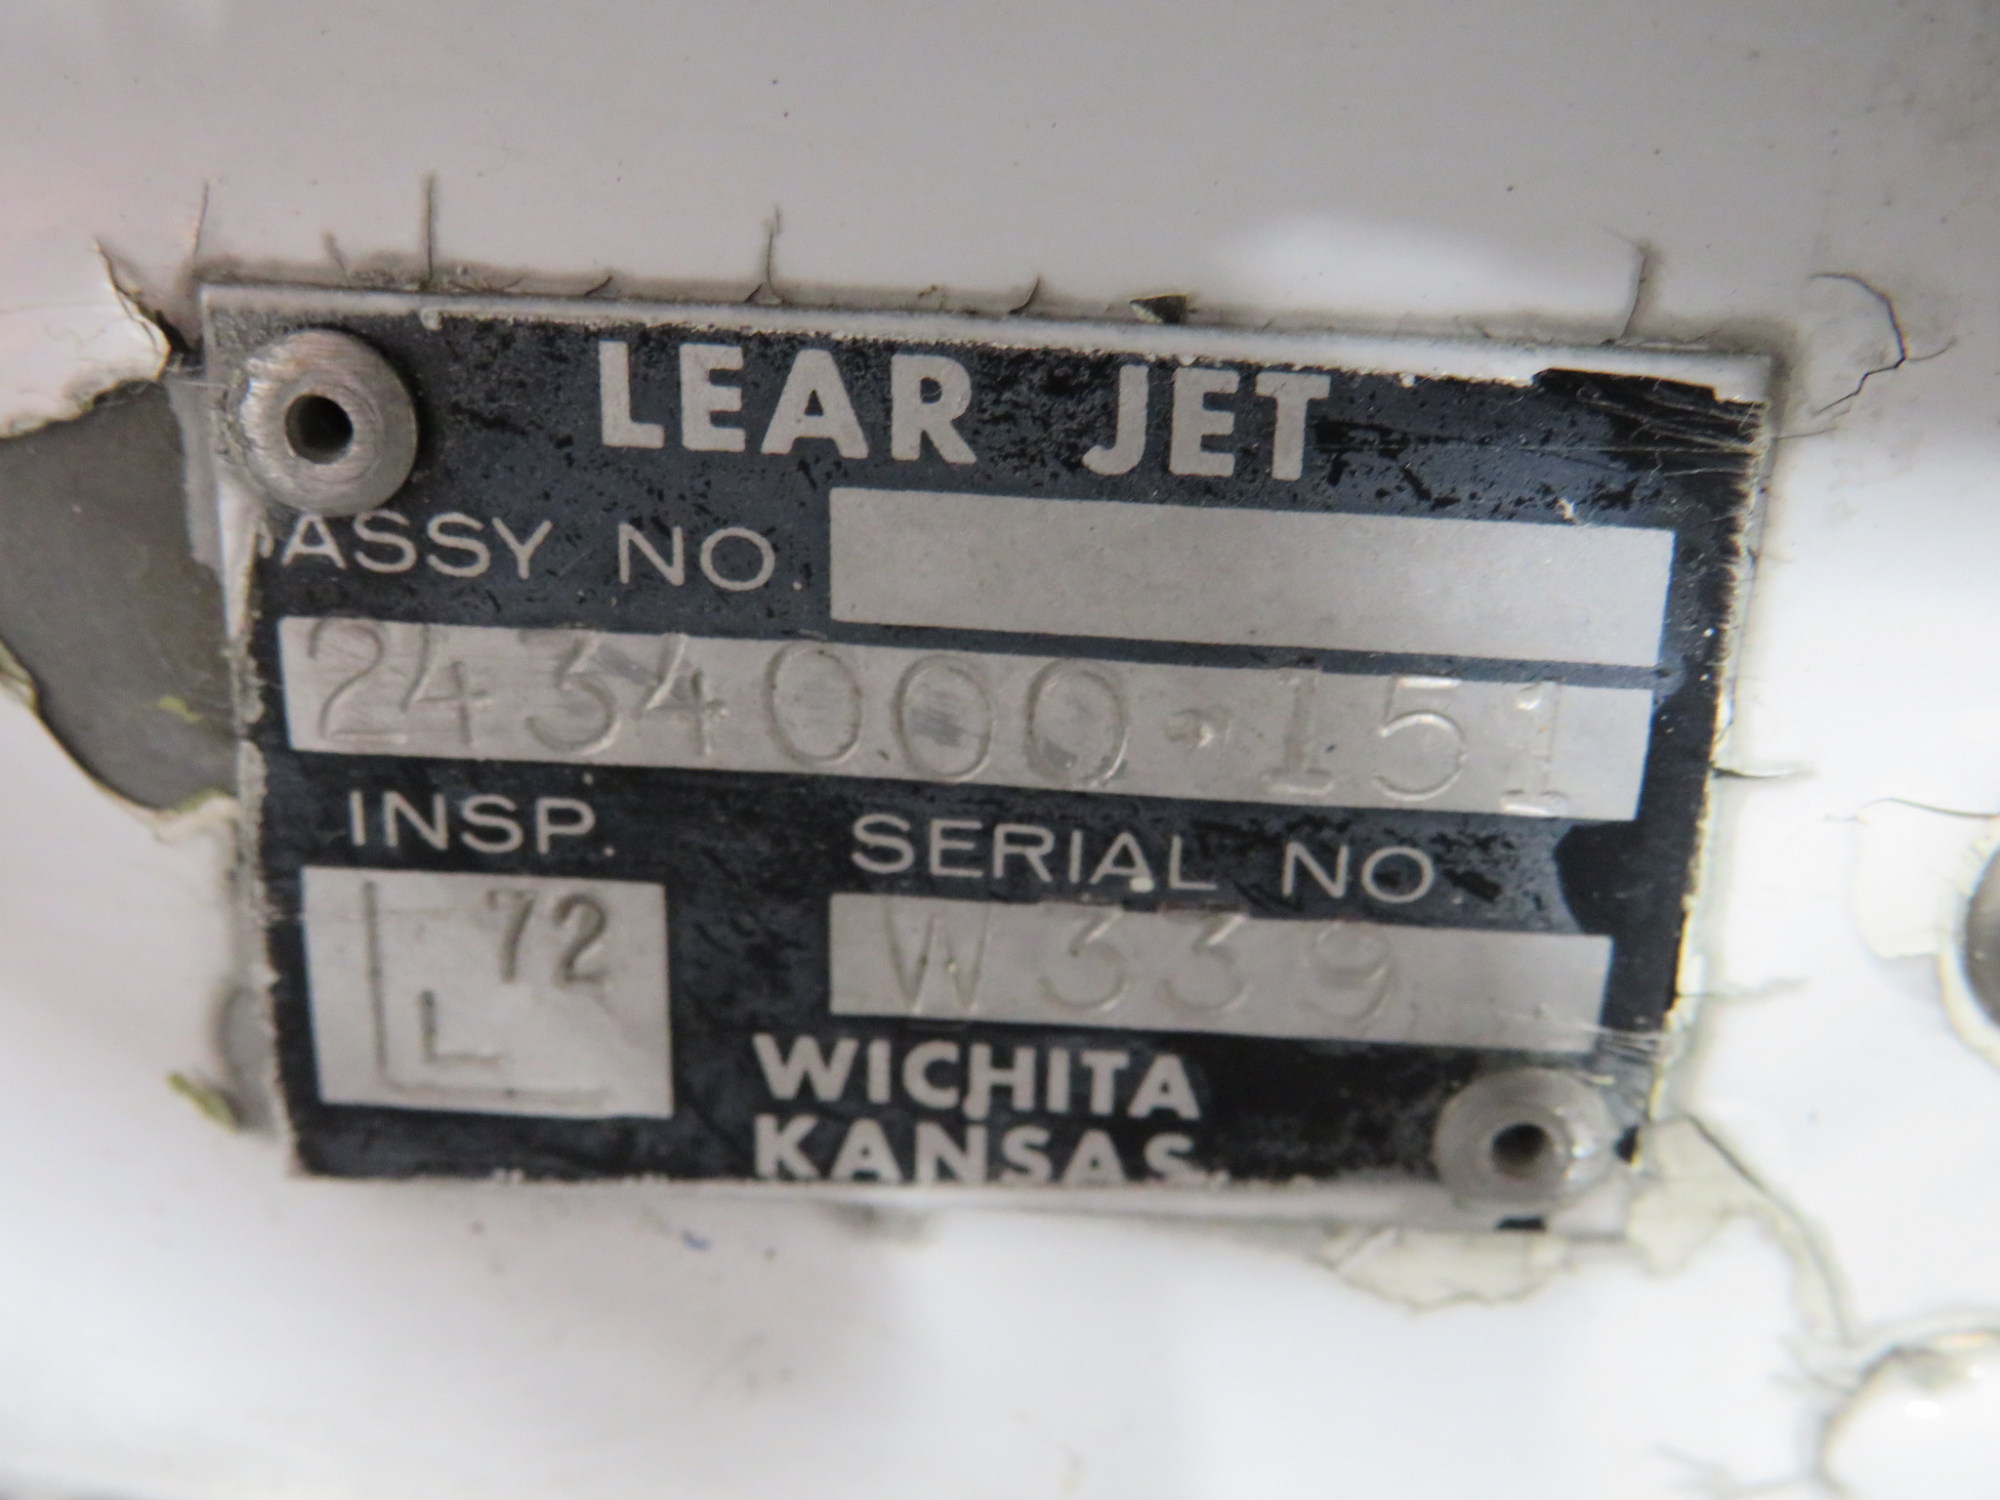 LEAR JET
ASSY NO.
2434000-151
INSP. SERIAL NO
L 72 L W339
WICHITA
KANSAS.